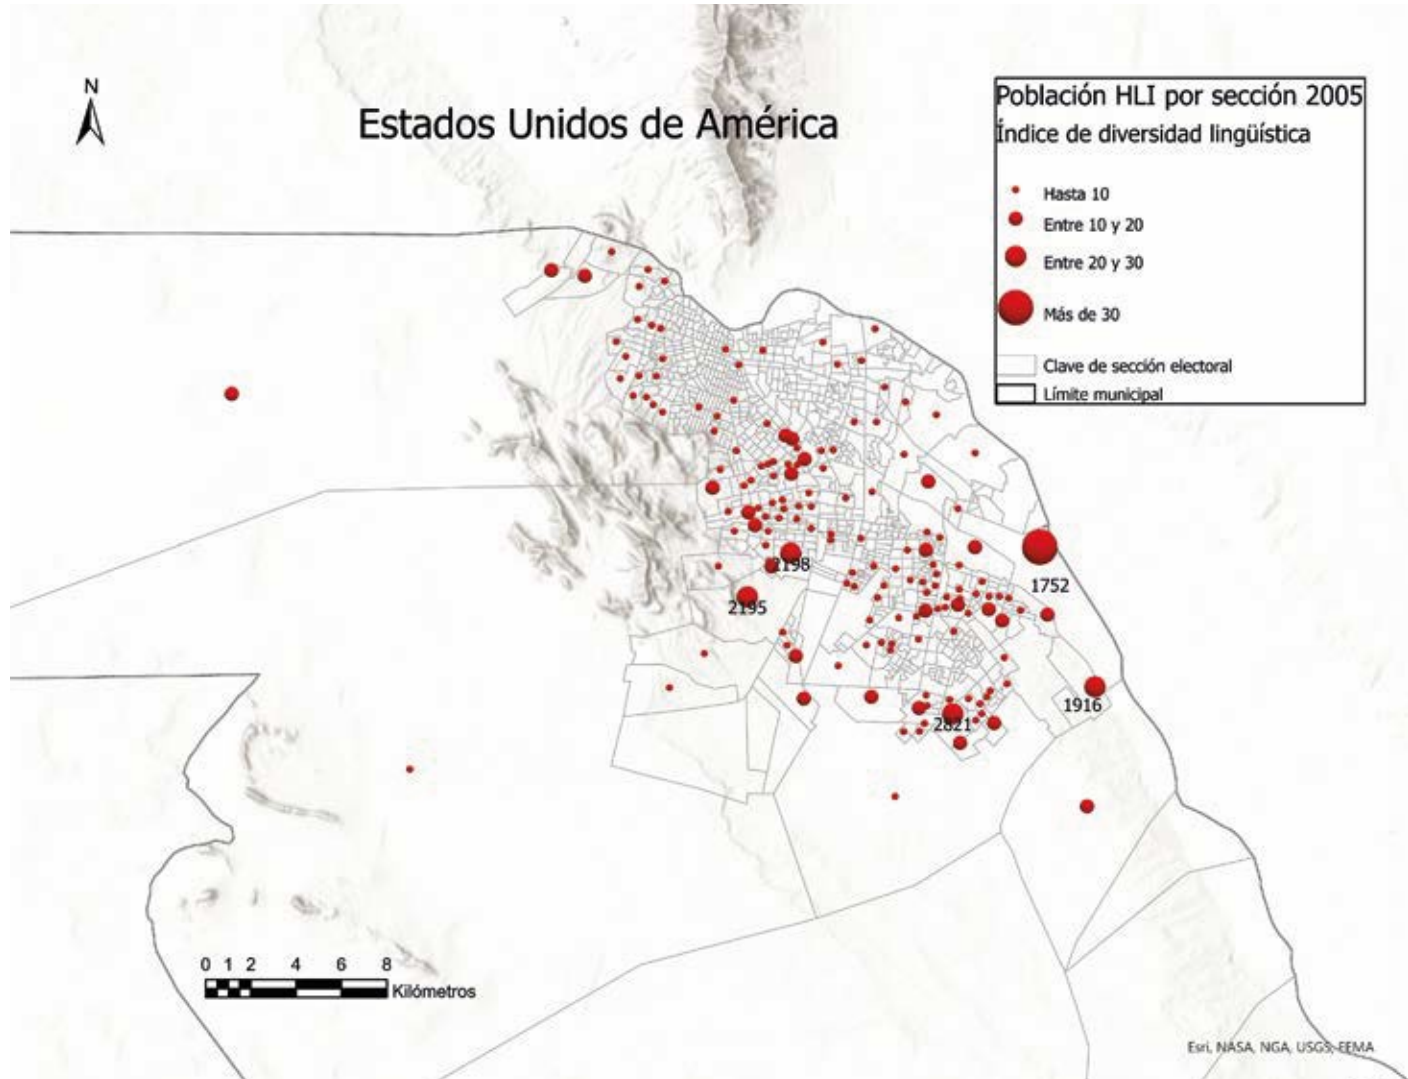 N
Estados Unidos de América
Población HLI por sección 2005
Índice de diversidad lingüística
Hasta 10
Entre 10 y 20
Entre 20 y 30
Más de 30
Clave de sección electoral
Límite municipal
2198
1752
2195
1916
2821
0 1 2 4 6 8
Kilómetros
Esri, NASA, NGA, USGS, FEMA